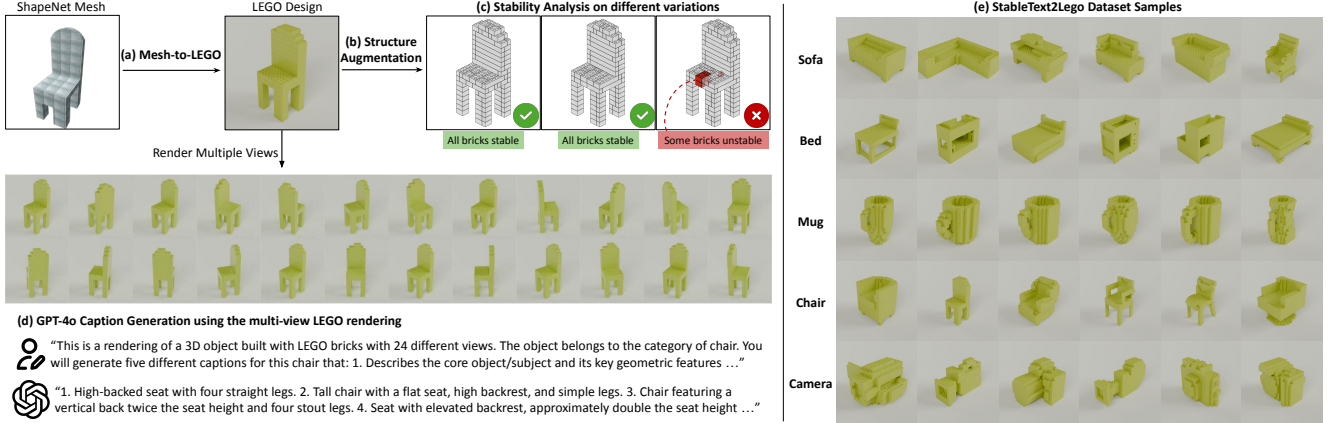 ShapeNet Mesh
LEGO Design
(c) Stability Analysis on different variations
(a) Mesh-to-LEGO
(b) Structure
Augmentation
All bricks stable
All bricks stable
Some bricks unstable
Render Multiple Views
(d) GPT-4o Caption Generation using the multi-view LEGO rendering
“This is a rendering of a 3D object built with LEGO bricks with 24 different views. The object belongs to the category of chair. You
will generate five different captions for this chair that: 1. Describes the core object/subject and its key geometric features …”
“1. High-backed seat with four straight legs. 2. Tall chair with a flat seat, high backrest, and simple legs. 3. Chair featuring a
vertical back twice the seat height and four stout legs. 4. Seat with elevated backrest, approximately double the seat height …”
(e) StableText2Lego Dataset Samples
Sofa
Bed
Mug
Chair
Camera